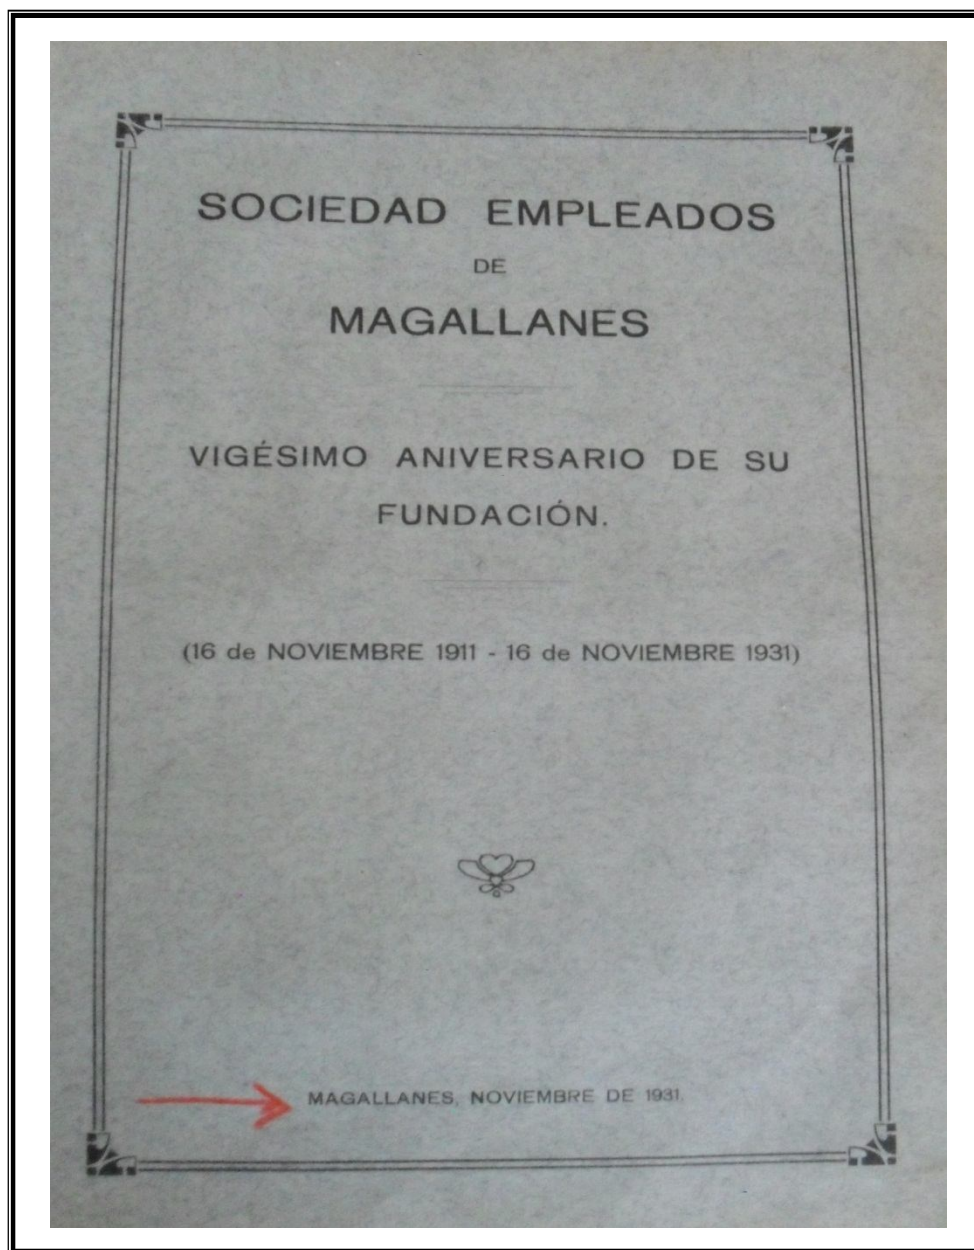 SOCIEDAD EMPLEADOS
DE
MAGALLANES
VIGÉSIMO ANIVERSARIO DE SU
FUNDACIÓN.
(16 de NOVIEMBRE 1911 - 16 de NOVIEMBRE 1931)
MAGALLANES, NOVIEMBRE DE 1931.